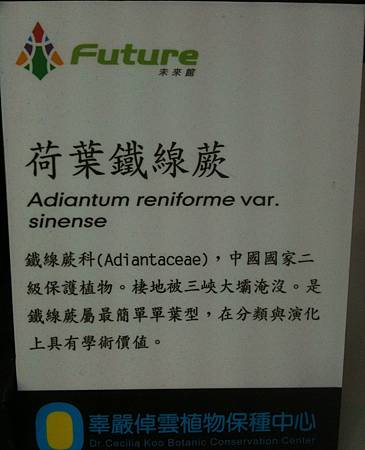 Future
未來館
荷葉鐵線蕨
Adiantum reniforme var.
sinense
鐵線蕨科(Adiantaceae)，中國國家二
級保護植物。棲地被三峽大壩淹沒。是
鐵線蕨屬最簡單單葉型，在分類與演化
上具有學術價值。
辜嚴倬雲植物保種中心
Dr. Cecilia Koo Botanic Conservation Center